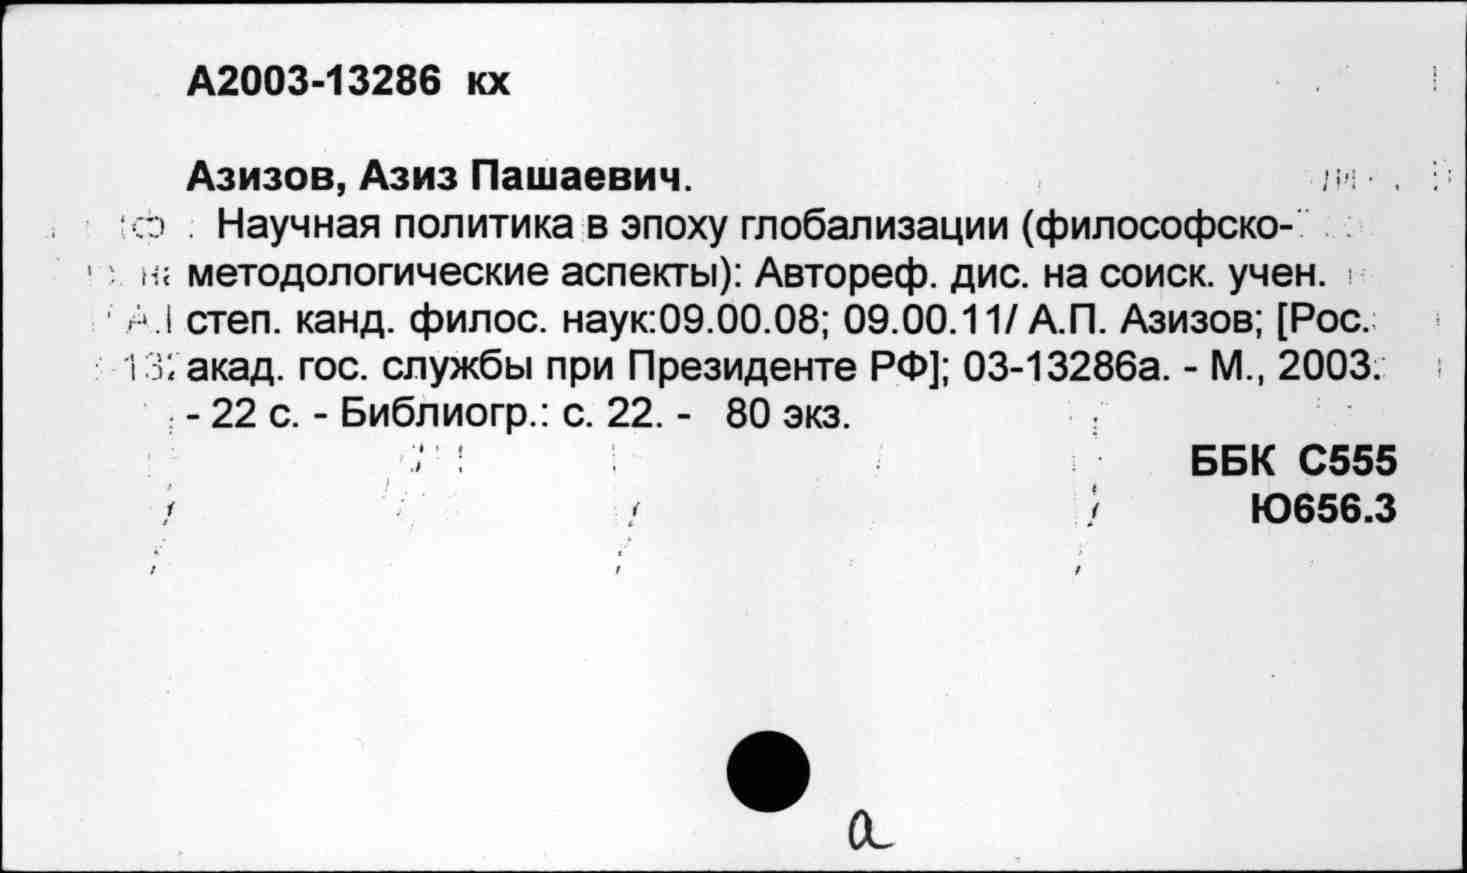 А2003-13286 кх
Азизов, Азиз Пашаевич.
Научная политика в эпоху глобализации (философско-
методологические аспекты): Автореф. дис. на соиск. учен.
степ. канд. филос. наук:09.00.08; 09.00.11/ А.П. Азизов; [Рос.
акад. гос. службы при Президенте РФ]; 03-13286а. - М., 2003.
- 22 с. - Библиогр.: с. 22. - 80 экз.
ББК С555
Ю656.3
а